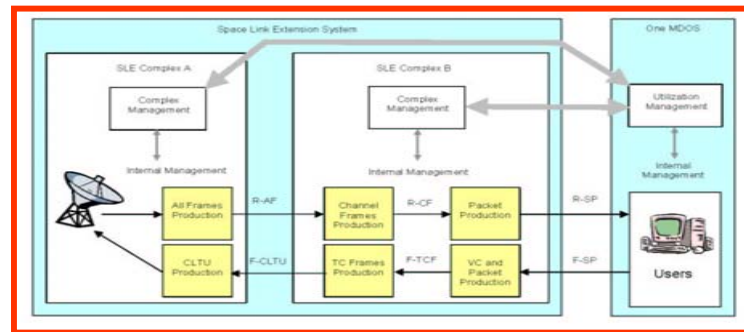 Space Link Extension System
One MDOS
SLE Complex A
SLE Complex B
Complex
Management
Complex
Management
Utilization
Management
Internal Management
Internal Management
Internal
Management
All Frames
Production
R-AF
Channel
Frames
Production
R-CF
Packet
Production
R-SP
CLTU
Production
F-CLTU
TC Frames
Production
F-TCF
VC and
Packet
Production
F-SP
Users